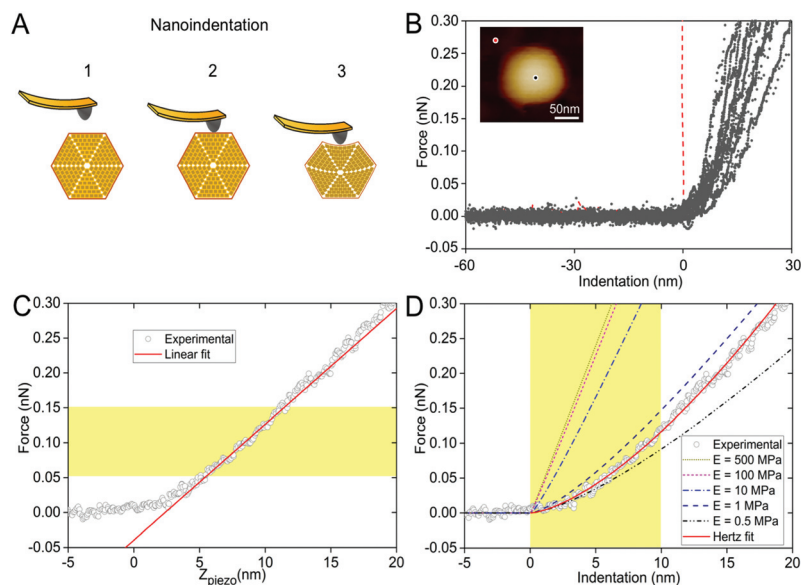 A
Nanoindentation
1 2 3
B
0.30
0.25
0.20
0.15
0.10
0.05
0.00
-0.05
Force (nN)
50nm
-60 -30 0 30
Indentation (nm)
C
0.30
0.25
0.20
0.15
0.10
0.05
0.00
-0.05
Force (nN)
Experimental
Linear fit
-5 0 5 10 15 20
Zpiezo(nm)
D
0.30
0.25
0.20
0.15
0.10
0.05
0.00
-0.05
Force (nN)
Experimental
E = 500 MPa
E = 100 MPa
E = 10 MPa
E = 1 MPa
E = 0.5 MPa
Hertz fit
-5 0 5 10 15 20
Indentation (nm)